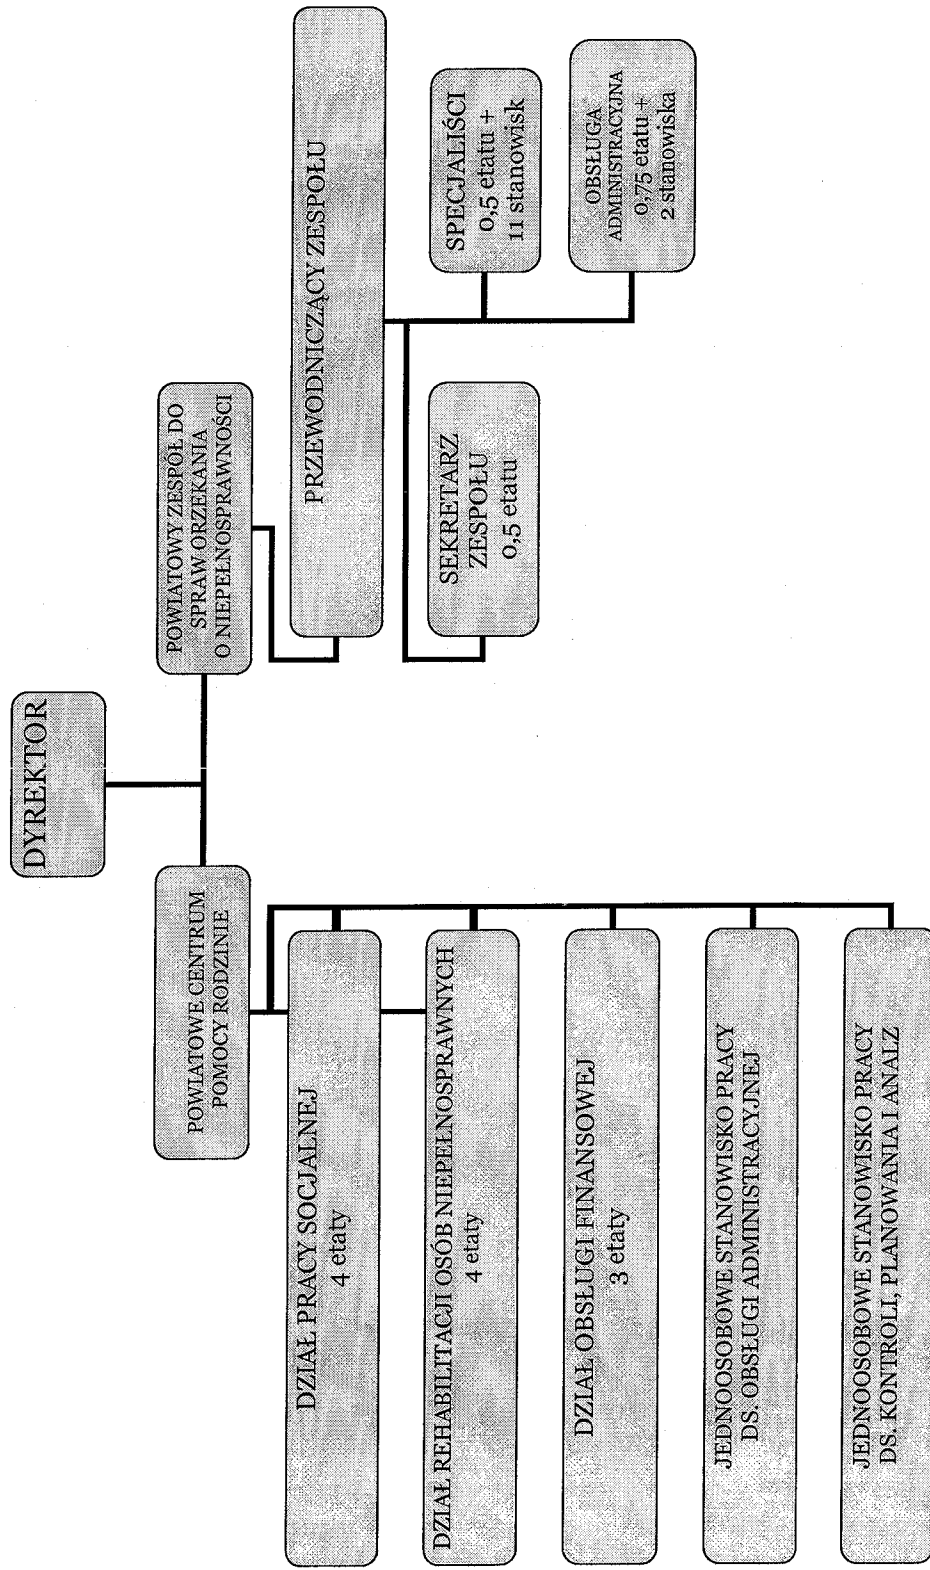 DYREKTOR
POWIATOWE CENTRUM
POMOCY RODZINIE
DZIAŁ PRACY SOCJALNEJ
4 etaty
DZIAŁ REHABILITACJI OSÓB NIEPEŁNOSPRAWNYCH
4 etaty
DZIAŁ OBSŁUGI FINANSOWEJ
3 etaty
JEDNOOSOBOWE STANOWISKO PRACY
DS. OBSŁUGI ADMINISTRACYJNEJ
JEDNOOSOBOWE STANOWISKO PRACY
DS. KONTROLI, PLANOWANIA I ANALZ
POWIATOWY ZESPÓŁ DO
SPRAW ORZEKANIA
O NIEPEŁNOSPRAWNOŚCI
PRZEWODNICZĄCY ZESPOŁU
SEKRETARZ
ZESPOŁU
0,5 etatu
SPECJALIŚCI
0,5 etatu +
11 stanowisk
OBSŁUGA
ADMINISTRACYJNA
0,75 etatu +
2 stanowiska